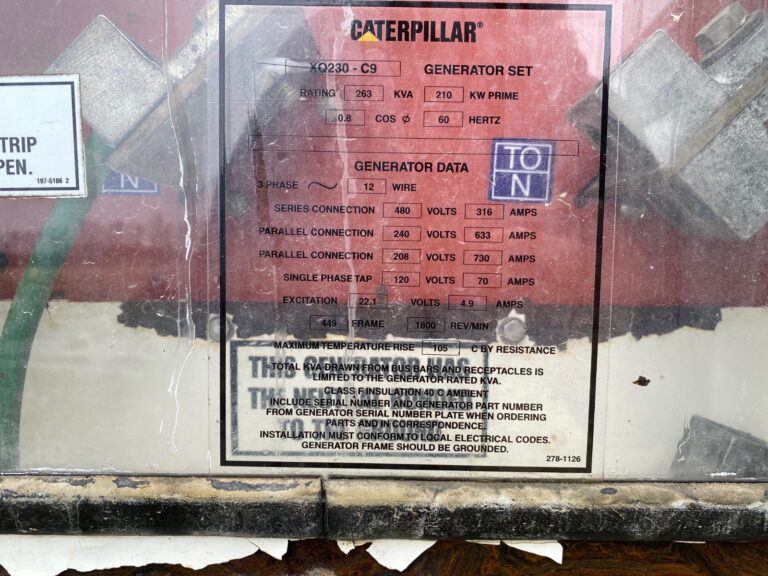 CATERPILLAR®
XQ230 - C9 GENERATOR SET
RATING 263 KVA 210 KW PRIME
0.8 COS Ø 60 HERTZ
TRIP
PEN.
197-5106 2
N
TO
N
GENERATOR DATA
3 PHASE ~ 12 WIRE
SERIES CONNECTION 480 VOLTS 316 AMPS
PARALLEL CONNECTION 240 VOLTS 633 AMPS
PARALLEL CONNECTION 208 VOLTS 730 AMPS
SINGLE PHASE TAP 120 VOLTS 70 AMPS
EXCITATION 22.1 VOLTS 4.9 AMPS
449 FRAME 1800 REV/MIN
MAXIMUM TEMPERATURE RISE 105 C BY RESISTANCE
THIS GENERATOR HAS
TOTAL KVA DRAWN FROM BUS BARS AND RECEPTACLES IS
LIMITED TO THE GENERATOR RATED KVA.
CLASS F INSULATION 40 C AMBIENT
INCLUDE SERIAL NUMBER AND GENERATOR PART NUMBER
FROM GENERATOR SERIAL NUMBER PLATE WHEN ORDERING
PARTS AND IN CORRESPONDENCE.
INSTALLATION MUST CONFORM TO LOCAL ELECTRICAL CODES.
GENERATOR FRAME SHOULD BE GROUNDED.
278-1126